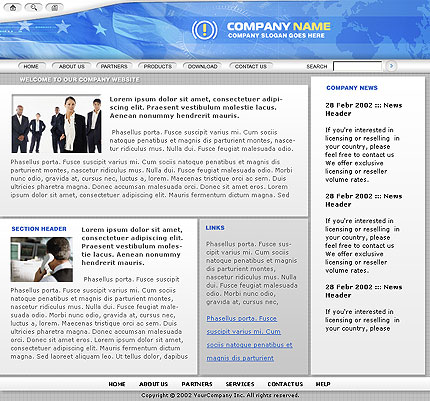 COMPANY NAME
COMPANY SLOGAN GOES HERE
HOME ABOUT US PARTNERS PRODUCTS DOWNLOAD CONTACT US SEARCH
WELCOME TO OUR COMPANY WEBSITE
Lorem ipsum dolor sit amet, consectetuer adipi-
scing elit. Praesent vestibulum molestie lacus.
Aenean nonummy hendrerit mauris.
Phasellus porta. Fusce suscipit varius mi. Cum sociis
natoque penatibus et magnis dis parturient montes, nasce-
tur ridiculus mus. Nulla dui. Fusce feugiat malesuada odio.
Phasellus porta. Fusce suscipit varius mi. Cum sociis natoque penatibus et magnis dis
parturient montes, nascetur ridiculus mus. Nulla dui. Fusce feugiat malesuada odio. Morbi
nunc odio, gravida at, cursus nec, luctus a, lorem. Maecenas tristique orci ac sem. Duis
ultricies pharetra magna. Donec accumsan malesuada orci. Donec sit amet eros. Lorem
ipsum dolor sit amet, consectetuer adipiscing elit. Mauris fermentum dictum magna. Sed
SECTION HEADER
Lorem ipsum dolor sit amet,
consectetuer adipiscing elit.
Praesent vestibulum moles-
tie lacus. Aenean nonummy
hendrerit mauris.
Phasellus porta. Fusce suscipit
Phasellus porta. Fusce suscipit varius mi. Cum sociis
natoque penatibus et magnis dis parturient montes,
nascetur ridiculus mus. Nulla dui. Fusce feugiat male-
suada odio. Morbi nunc odio, gravida at, cursus nec,
luctus a, lorem. Maecenas tristique orci ac sem. Duis
ultricies pharetra magna. Donec accumsan malesuada
orci. Donec sit amet eros. Lorem ipsum dolor sit amet,
consectetuer adipiscing elit. Mauris fermentum dictum
magna. Sed laoreet aliquam leo. Ut tellus dolor, dapibus
LINKS
Phasellus porta. Fusce sus-
cipit varius mi. Cum sociis
natoque penatibus et magnis
dis parturient montes,
nascetur ridiculus mus. Nulla
dui. Fusce feugiat malesuada
odio. Morbi nunc odio,
gravida at, cursus nec,
Phasellus porta. Fusce
suscipit varius mi. Cum
sociis natoque penatibus et
magnis dis parturient
COMPANY NEWS
28 Febr 2002 ::: News
Header
If you're interested in
licensing or reselling in
your country, please
feel free to contact us
We offer exclusive
licensing or reseller
volume rates.
28 Febr 2002 ::: News
Header
If you're interested in
licensing or reselling in
your country, please
feel free to contact us
We offer exclusive
licensing or reseller
volume rates.
28 Febr 2002 ::: News
Header
If you're interested in
licensing or reselling in
your country, please
HOME ABOUT US PARTNERS SERVICES CONTACT US HELP
Copyright © 2002 YourCompany Inc. All rights reserved.